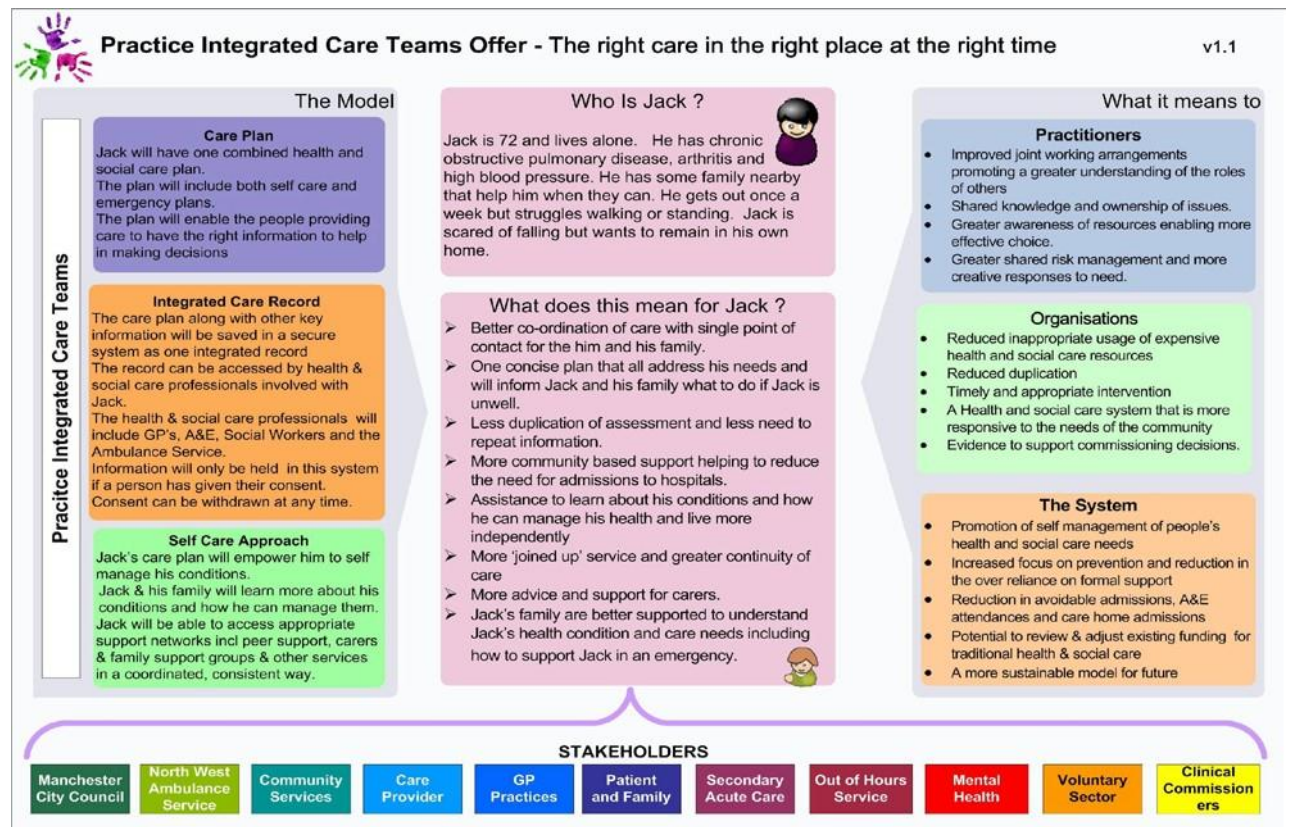 Practice Integrated Care Teams Offer - The right care in the right place at the right time
v1.1
The Model
Pracitce Integrated Care Teams
Care Plan
Jack will have one combined health and
social care plan.
The plan will include both self care and
emergency plans.
The plan will enable the people providing
care to have the right information to help
in making decisions
Integrated Care Record
The care plan along with other key
information will be saved in a secure
system as one integrated record
The record can be accessed by health &
social care professionals involved with
Jack.
The health & social care professionals will
include GP's, A&E, Social Workers and the
Ambulance Service.
Information will only be held in this system
if a person has given their consent.
Consent can be withdrawn at any time.
Self Care Approach
Jack's care plan will empower him to self
manage his conditions.
Jack & his family will learn more about his
conditions and how he can manage them.
Jack will be able to access appropriate
support networks incl peer support, carers
& family support groups & other services
in a coordinated, consistent way.
Who Is Jack ?
Jack is 72 and lives alone. He has chronic
obstructive pulmonary disease, arthritis and
high blood pressure. He has some family nearby
that help him when they can. He gets out once a
week but struggles walking or standing. Jack is
scared of falling but wants to remain in his own
home.
What does this mean for Jack ?
➢ Better co-ordination of care with single point of
contact for the him and his family.
➢ One concise plan that all address his needs and
will inform Jack and his family what to do if Jack is
unwell.
➢ Less duplication of assessment and less need to
repeat information.
➢ More community based support helping to reduce
the need for admissions to hospitals.
➢ Assistance to learn about his conditions and how
he can manage his health and live more
independently
➢ More 'joined up' service and greater continuity of
care
➢ More advice and support for carers.
➢ Jack's family are better supported to understand
Jack's health condition and care needs including
how to support Jack in an emergency.
What it means to
Practitioners
• Improved joint working arrangements
promoting a greater understanding of the roles
of others
• Shared knowledge and ownership of issues.
• Greater awareness of resources enabling more
effective choice.
• Greater shared risk management and more
creative responses to need.
Organisations
• Reduced inappropriate usage of expensive
health and social care resources
• Reduced duplication
• Timely and appropriate intervention
• A Health and social care system that is more
responsive to the needs of the community
• Evidence to support commissioning decisions.
The System
• Promotion of self management of people's
health and social care needs
• Increased focus on prevention and reduction in
the over reliance on formal support
• Reduction in avoidable admissions, A&E
attendances and care home admissions
• Potential to review & adjust existing funding for
traditional health & social care
• A more sustainable model for future
STAKEHOLDERS
Manchester
City Council
North West
Ambulance
Service
Community
Services
Care
Provider
GP
Practices
Patient
and Family
Secondary
Acute Care
Out of Hours
Service
Mental
Health
Voluntary
Sector
Clinical
Commission
ers